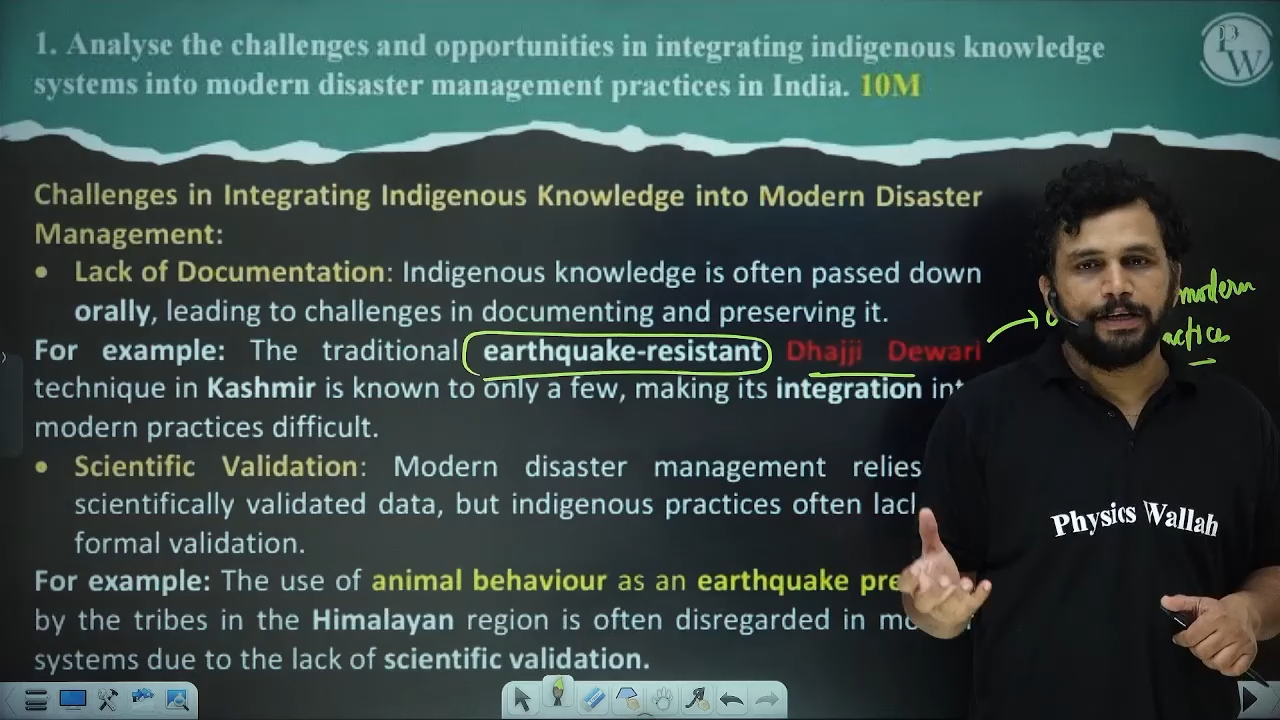 1. Analyse the challenges and opportunities in integrating indigenous knowledge
systems into modern disaster management practices in India. 10M
PW
Challenges in Integrating Indigenous Knowledge into Modern Disaster
Management:
• Lack of Documentation: Indigenous knowledge is often passed down
orally, leading to challenges in documenting and preserving it.
For example: The traditional earthquake-resistant Dhajji Dewari
technique in Kashmir is known to only a few, making its integration
modern practices difficult.
• Scientific Validation: Modern disaster management relies
scientifically validated data, but indigenous practices often
formal validation.
For example: The use of animal behaviour as an earthquake
by the tribes in the Himalayan region is often disregarded in
systems due to the lack of scientific validation.
modern
Physics Wallah